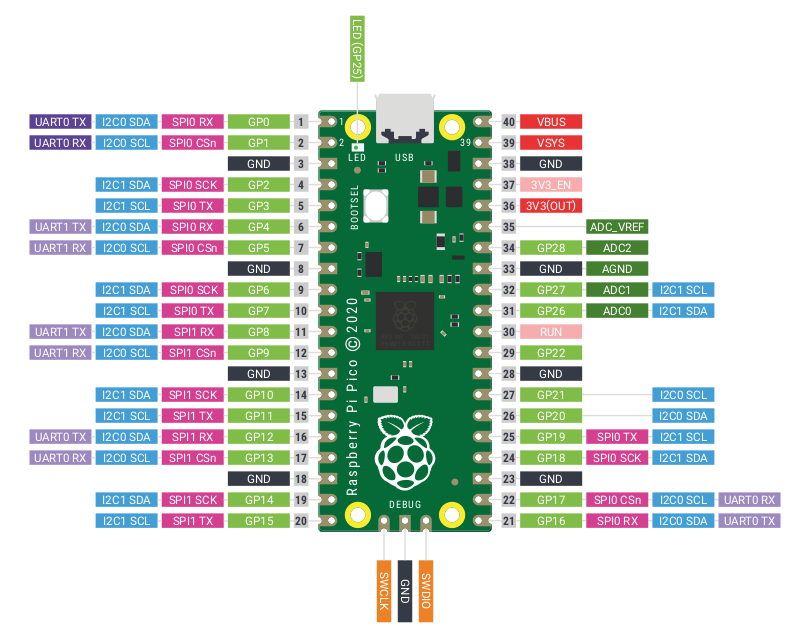 LED (GP25)
UART0 TX I2C0 SDA SPI0 RX GP0 1 1 40 VBUS
UART0 RX I2C0 SCL SPI0 CSn GP1 2 2 39 39 VSYS
LED USB
GND 3 38 GND
I2C1 SDA SPI0 SCK GP2 4 37 3V3_EN
I2C1 SCL SPI0 TX GP3 5 36 3V3(OUT)
BOOTSEL
UART1 TX I2C0 SDA SPI0 RX GP4 6 35 ADC_VREF
UART1 RX I2C0 SCL SPI0 CSn GP5 7 34 GP28 ADC2
GND 8 33 GND AGND
I2C1 SDA SPI0 SCK GP6 9 32 GP27 ADC1 I2C1 SCL
I2C1 SCL SPI0 TX GP7 10 31 GP26 ADC0 I2C1 SDA
UART1 TX I2C0 SDA SPI1 RX GP8 11 30 RUN
UART1 RX I2C0 SCL SPI1 CSn GP9 12 29 GP22
GND 13 28 GND
Raspberry Pi Pico © 2020
I2C1 SDA SPI1 SCK GP10 14 27 GP21 I2C0 SCL
I2C1 SCL SPI1 TX GP11 15 26 GP20 I2C0 SDA
UART0 TX I2C0 SDA SPI1 RX GP12 16 25 GP19 SPI0 TX I2C1 SCL
UART0 RX I2C0 SCL SPI1 CSn GP13 17 24 GP18 SPI0 SCK I2C1 SDA
GND 18 23 GND
I2C1 SDA SPI1 SCK GP14 19 22 GP17 SPI0 CSn I2C0 SCL UART0 RX
DEBUG
I2C1 SCL SPI1 TX GP15 20 21 GP16 SPI0 RX I2C0 SDA UART0 TX
SWCLK
GND
SWDIO